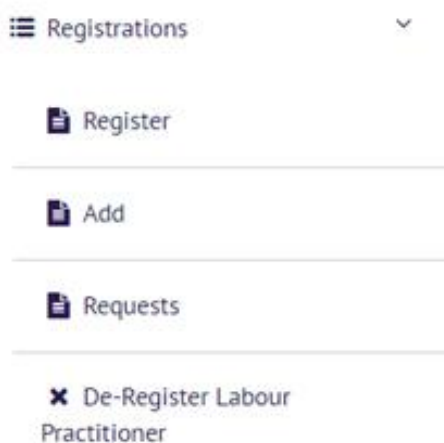 Registrations
Register
Add
Requests
De-Register Labour
Practitioner